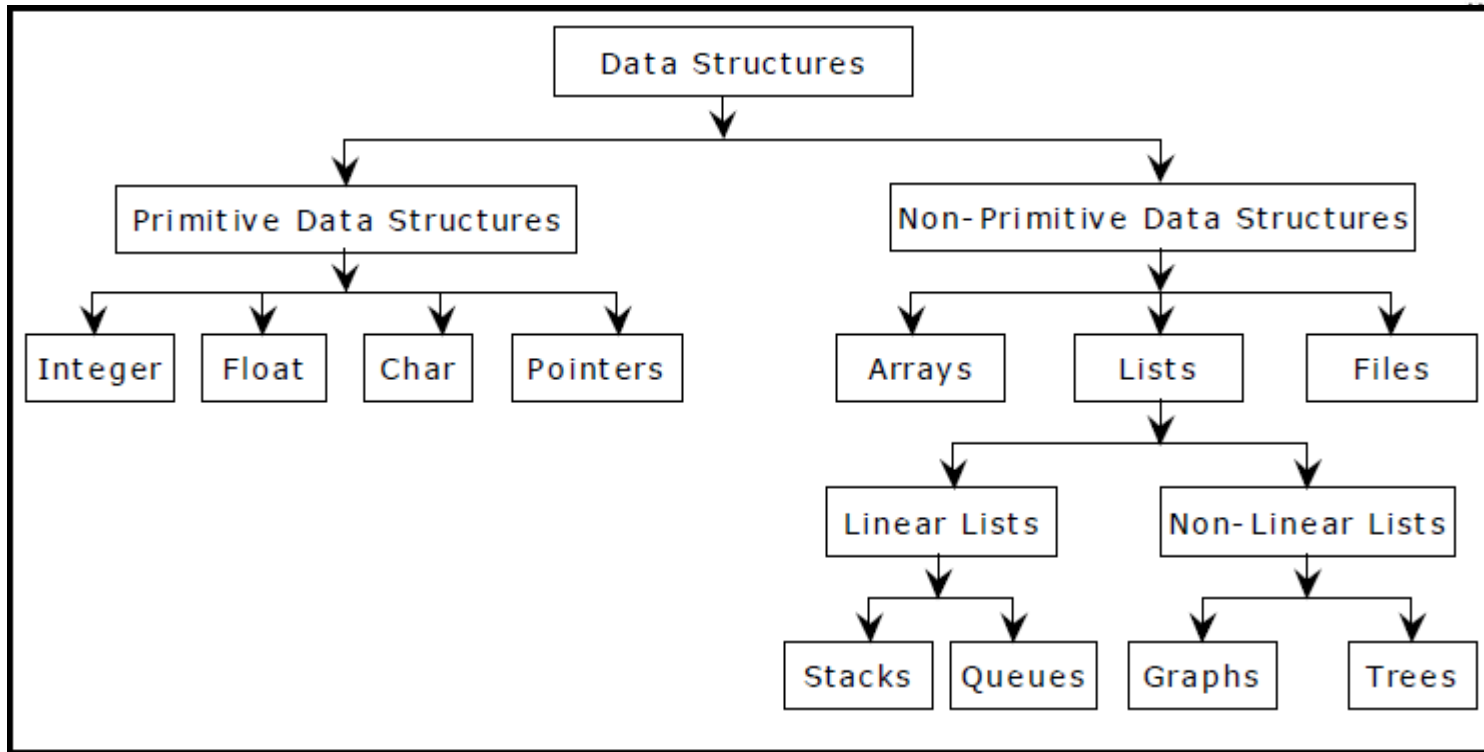 Data Structures
Primitive Data Structures
Non-Primitive Data Structures
Integer
Float
Char
Pointers
Arrays
Lists
Files
Linear Lists
Non-Linear Lists
Stacks
Queues
Graphs
Trees